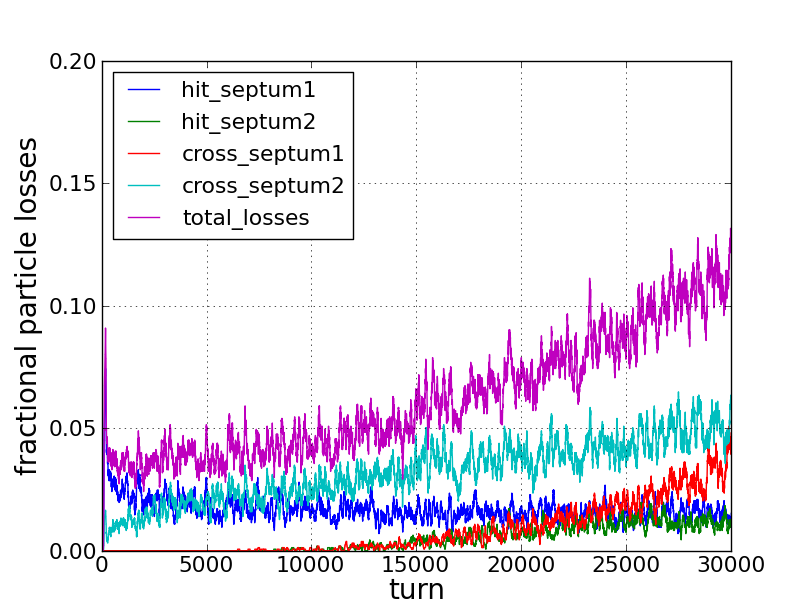 0.20
0.15
0.10
0.05
0.00
fractional particle losses
hit_septum1
hit_septum2
cross_septum1
cross_septum2
total_losses
0 5000 10000 15000 20000 25000 30000
turn